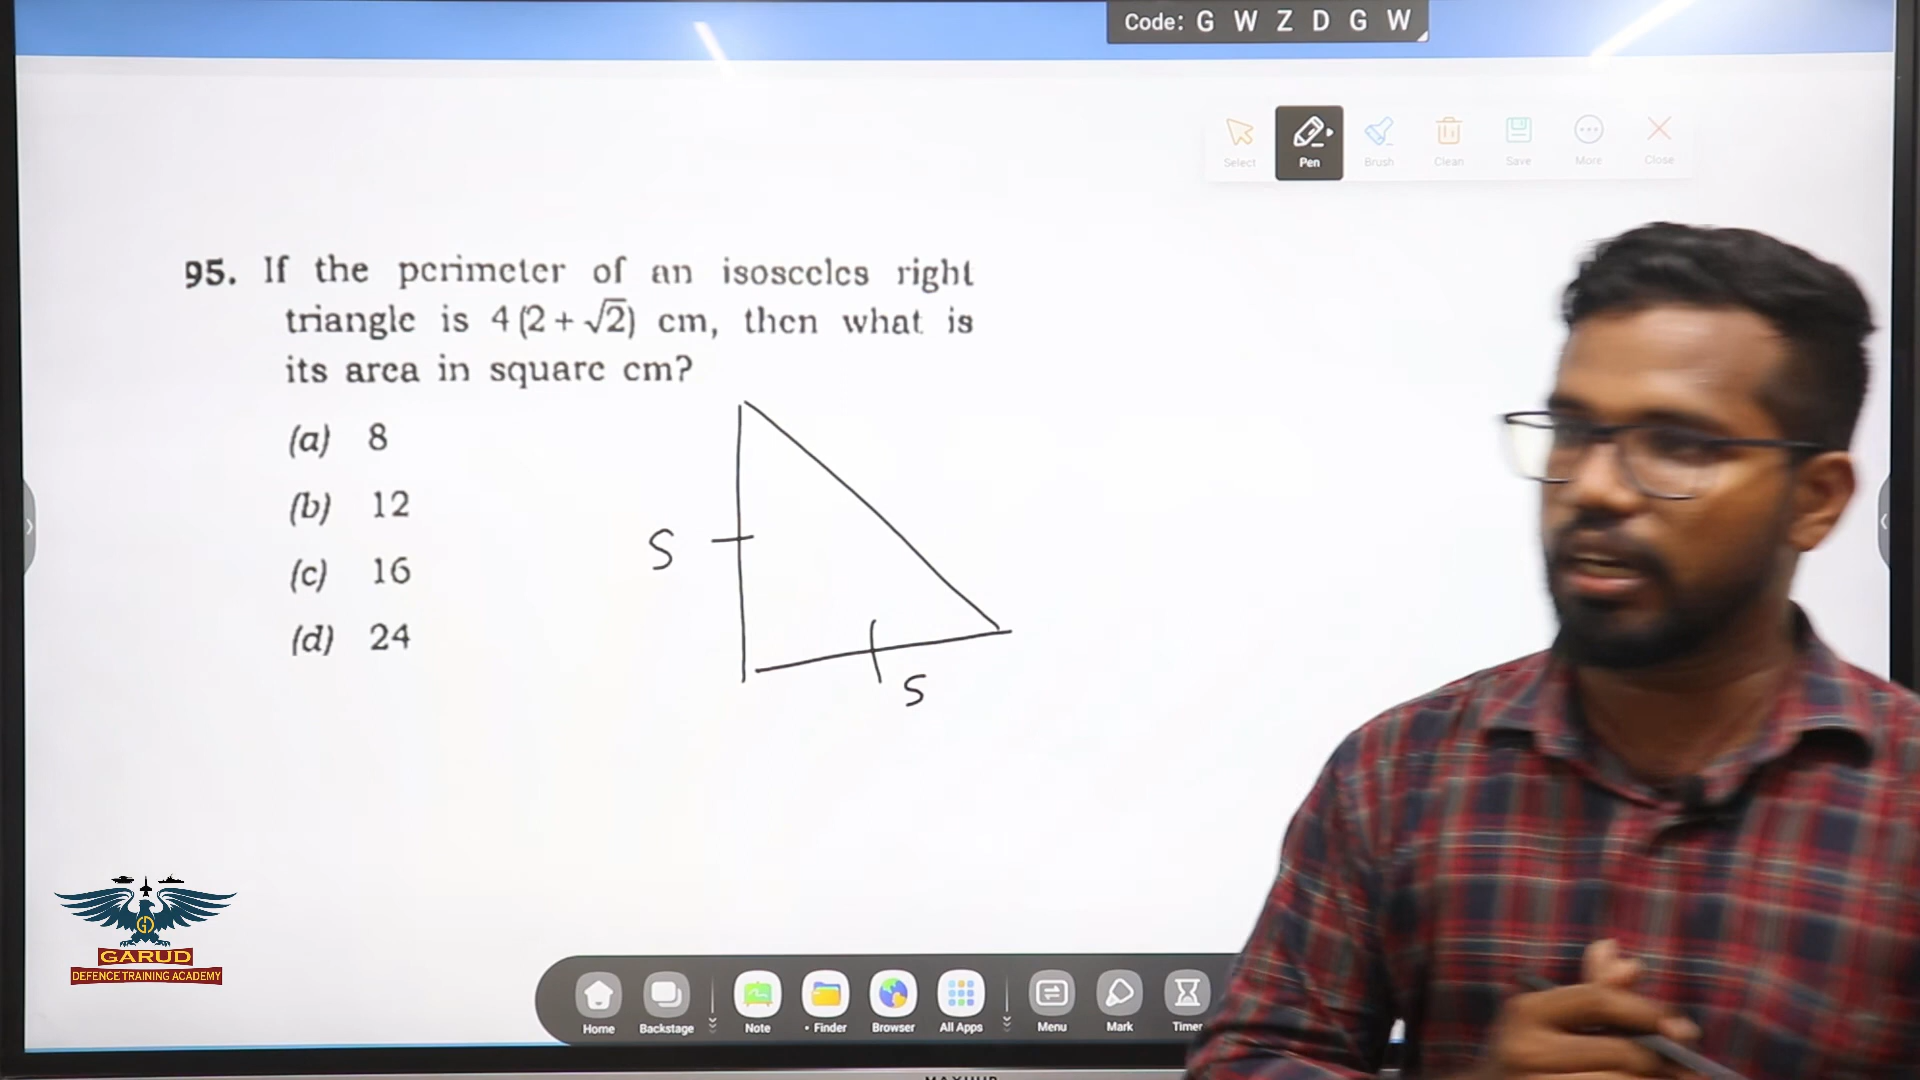 Code: G W Z D G W
Select Pen Brush Clean Save More Close
95. If the perimeter of an isosceles right
triangle is 4(2+√2) cm, then what is
its area in square cm?
(a) 8
(b) 12
(c) 16
(d) 24
S
S
GARUD
DEFENCE TRAINING ACADEMY
Home Backstage Note • Finder Browser All Apps Menu Mark Timer